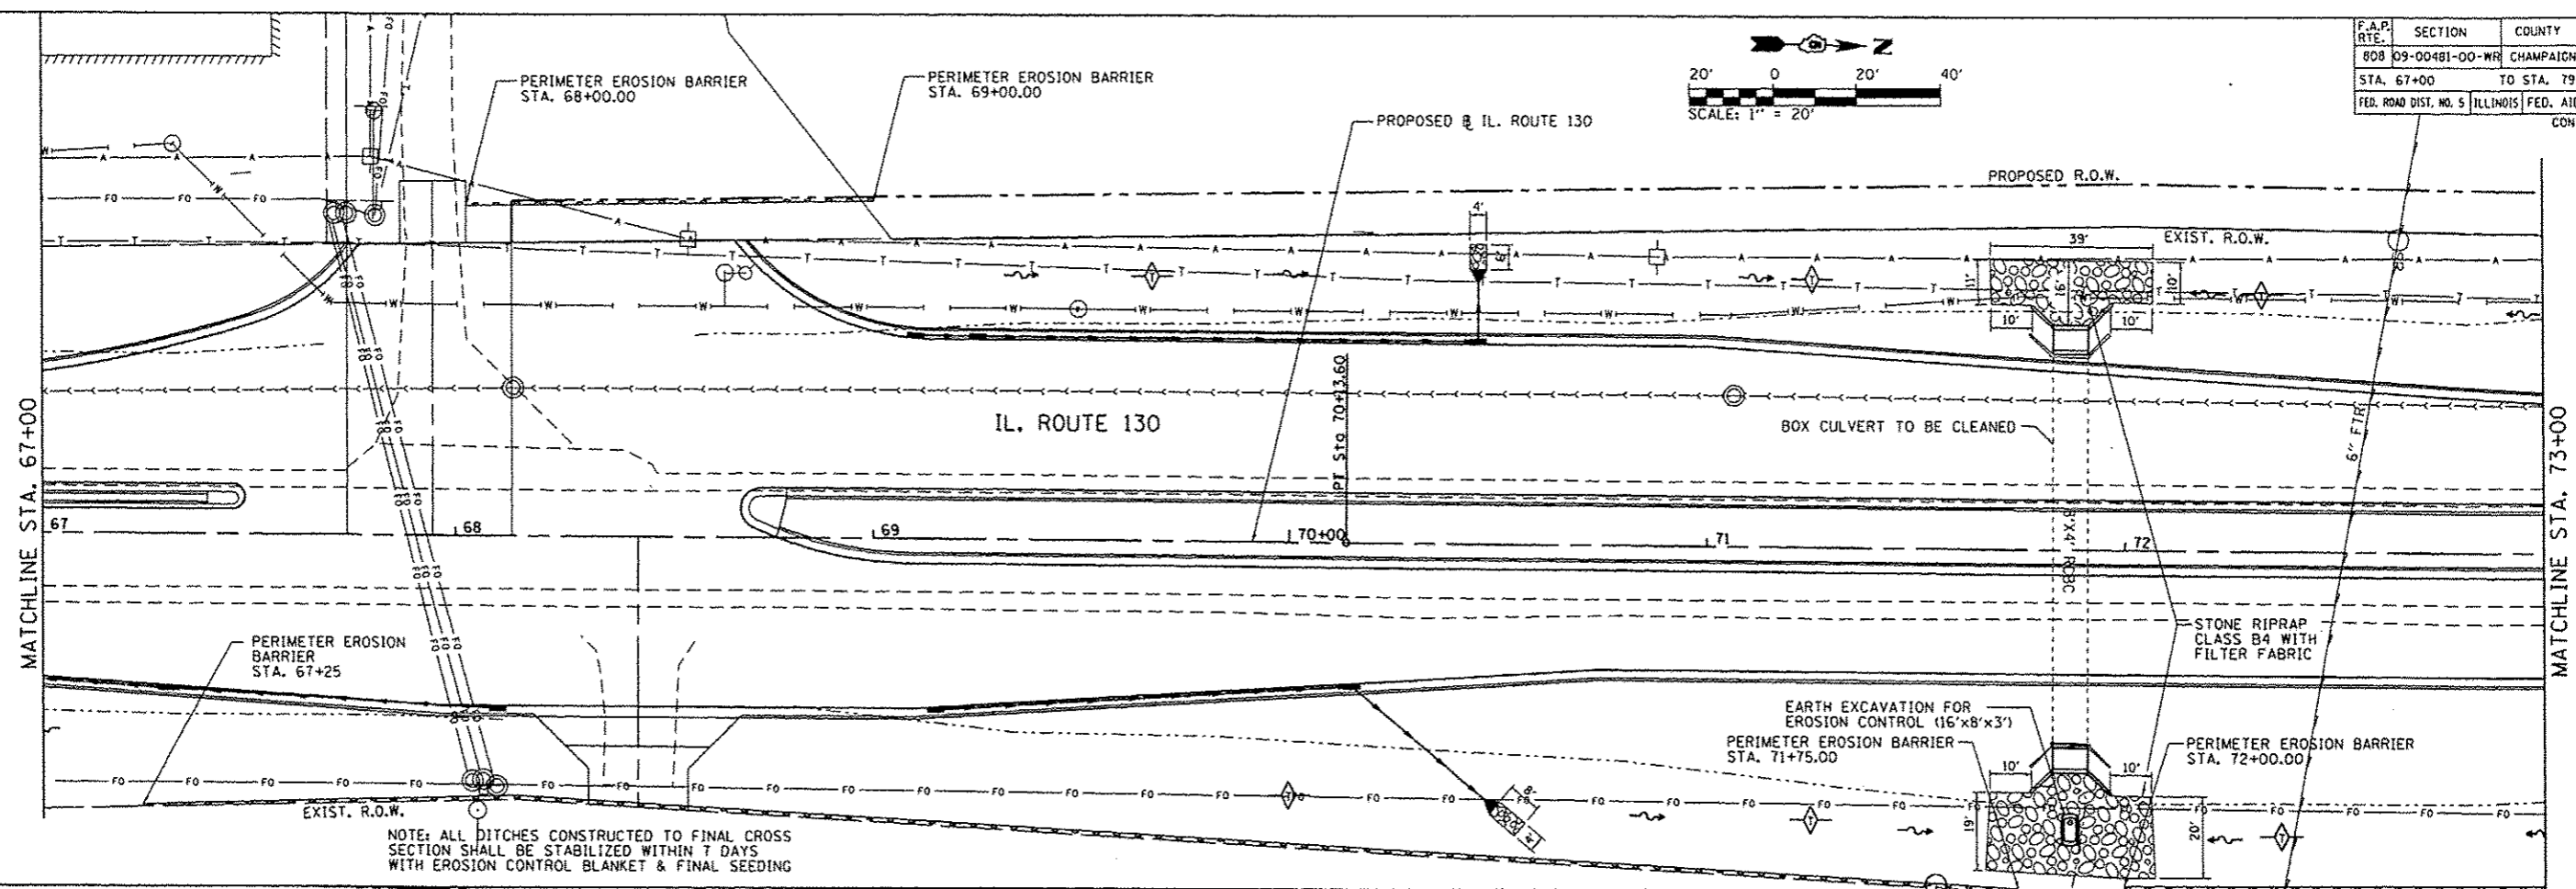 F.A.P. RTE. SECTION COUNTY
808 09-00481-00-WR CHAMPAIGN
STA. 67+00 TO STA. 79
FED. ROAD DIST. NO. 5 ILLINOIS FED. AID
CON
N
20' 0 20' 40'
SCALE: 1" = 20'
PERIMETER EROSION BARRIER
STA. 68+00.00
PERIMETER EROSION BARRIER
STA. 69+00.00
PROPOSED ⅊ IL. ROUTE 130
PROPOSED R.O.W.
EXIST. R.O.W.
4'
8'
39'
11'
16'
10'
10'
10'
MATCHLINE STA. 67+00
IL. ROUTE 130
PT Sta 70+13.60
BOX CULVERT TO BE CLEANED
8'X4' RCBC
6" FTR
MATCHLINE STA. 73+00
67 68 69 70+00 71 72
PERIMETER EROSION
BARRIER
STA. 67+25
STONE RIPRAP
CLASS B4 WITH
FILTER FABRIC
EARTH EXCAVATION FOR
EROSION CONTROL (16'x8'x3')
PERIMETER EROSION BARRIER
STA. 71+75.00
PERIMETER EROSION BARRIER
STA. 72+00.00
10'
10'
19'
20'
8'
4'
EXIST. R.O.W.
NOTE: ALL DITCHES CONSTRUCTED TO FINAL CROSS
SECTION SHALL BE STABILIZED WITHIN 7 DAYS
WITH EROSION CONTROL BLANKET & FINAL SEEDING